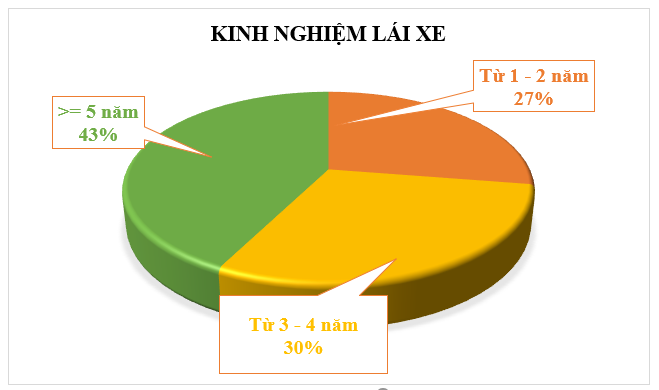 KINH NGHIỆM LÁI XE
Từ 1 - 2 năm
27%
>= 5 năm
43%
Từ 3 - 4 năm
30%